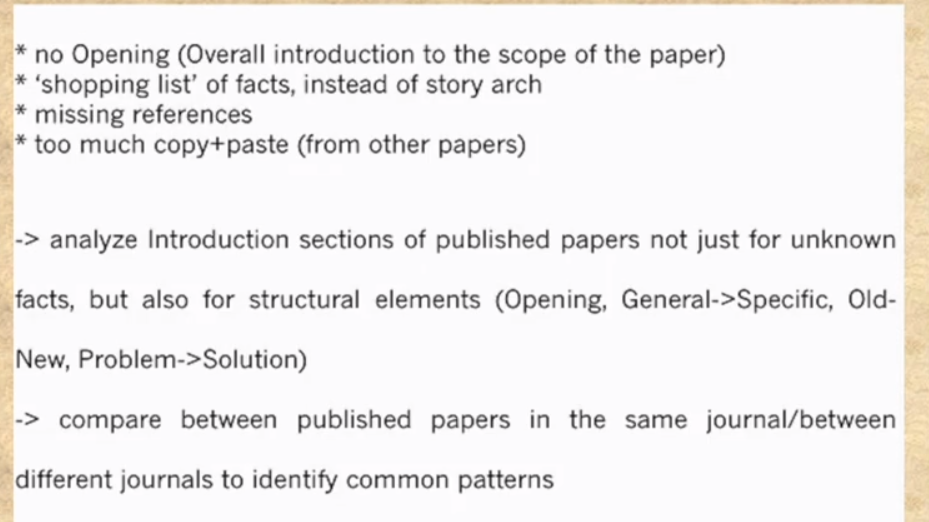 * no Opening (Overall introduction to the scope of the paper)
* ‘shopping list’ of facts, instead of story arch
* missing references
* too much copy+paste (from other papers)
-> analyze Introduction sections of published papers not just for unknown
facts, but also for structural elements (Opening, General->Specific, Old-
New, Problem->Solution)
-> compare between published papers in the same journal/between
different journals to identify common patterns